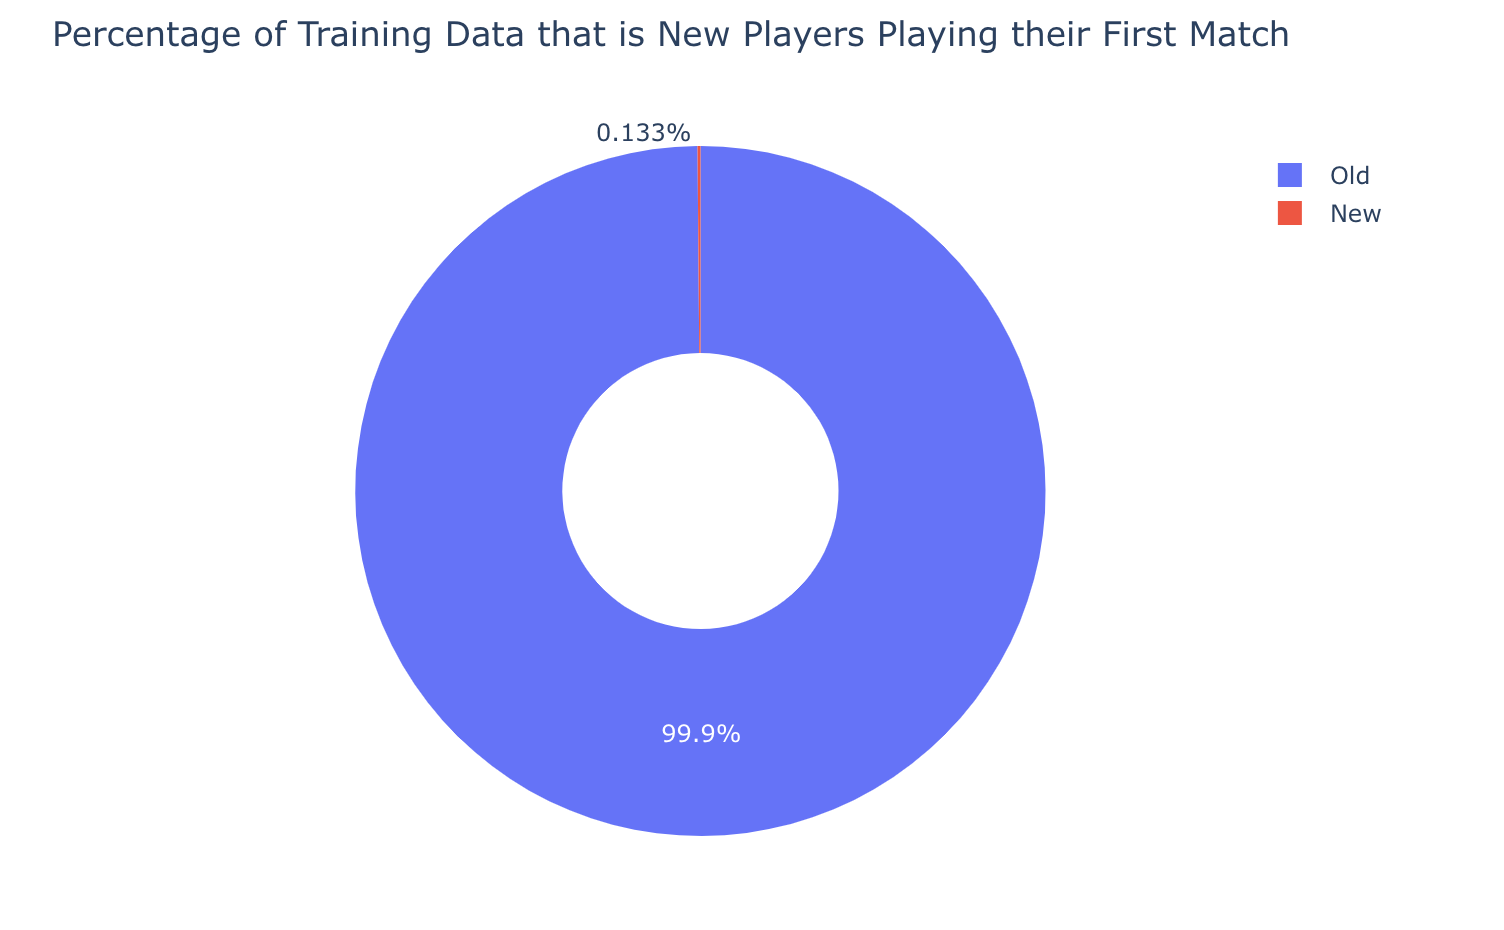 Percentage of Training Data that is New Players Playing their First Match
0.133%
Old
New
99.9%